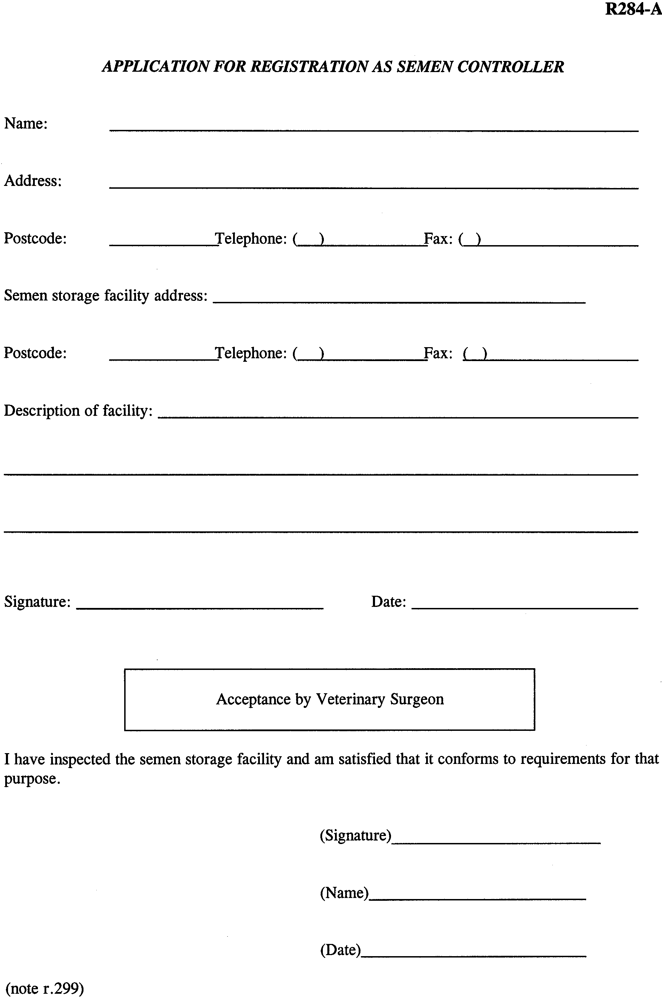 R284-A
APPLICATION FOR REGISTRATION AS SEMEN CONTROLLER
Name:
Address:
Postcode: Telephone: ( ) Fax: ( )
Semen storage facility address:
Postcode: Telephone: ( ) Fax: ( )
Description of facility:
Signature: Date:
Acceptance by Veterinary Surgeon
I have inspected the semen storage facility and am satisfied that it conforms to requirements for that
purpose.
(Signature)
(Name)
(Date)
(note r.299)